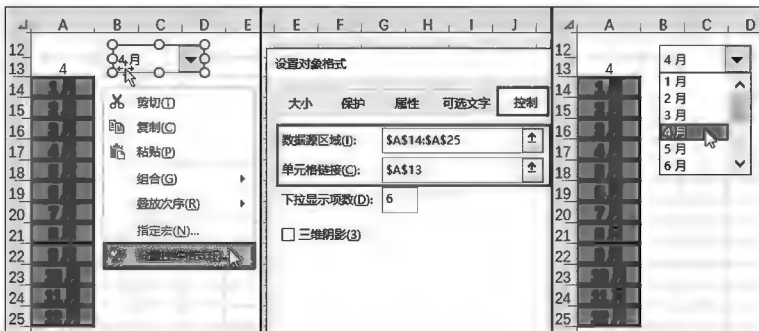 A B C D E
12
13 4 4月
14
15
16
17
18
19
20
21
22
23
24
25
剪切(T)
复制(C)
粘贴(P)
组合(G)
叠放次序(R)
指定宏(N)...
E F G H I J
设置对象格式
大小 保护 属性 可选文字 控制
数据源区域(I): $A$14:$A$25
单元格链接(C): $A$13
下拉显示项数(D): 6
三维阴影(3)
A B C D
12 4月
13 4
14 1月
15 2月
3月
16 4月
17 5月
18 6月
19
20
21
22
23
24
25